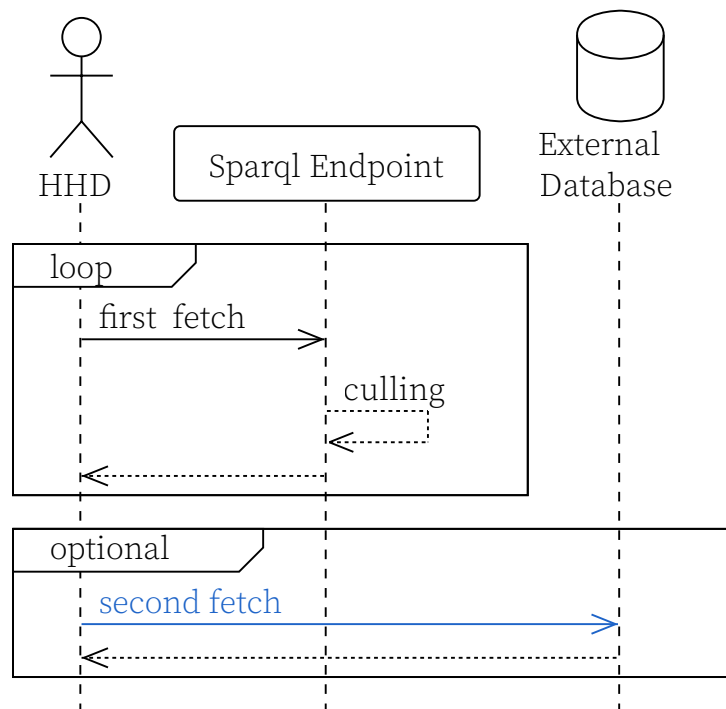 External
Sparql Endpoint
HHD
Database
loop
first fetch
culling
optional
second fetch